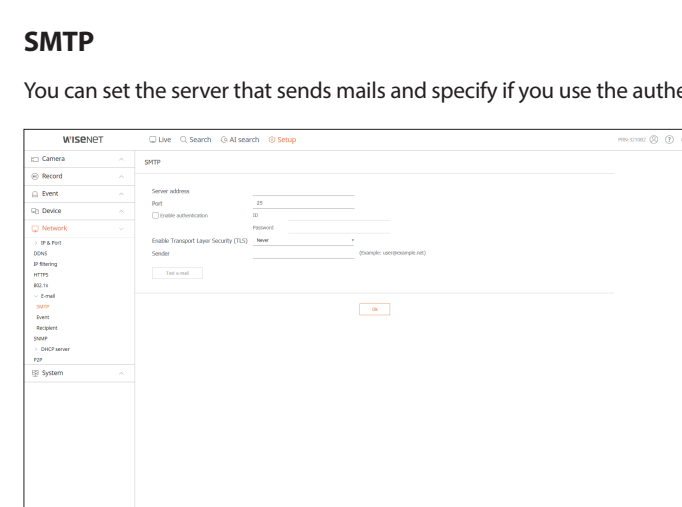 SMTP
You can set the server that sends mails and specify if you use the authe
WISENET
Live
Search
AI search
Setup
Camera
Record
Event
Device
Network
IP & Port
DDNS
IP filtering
HTTPS
802.1x
E-mail
SMTP
Event
Recipient
SNMP
DHCP server
P2P
System
SMTP
Server address
Port 25
Enable authentication ID
Password
Enable Transport Layer Security (TLS) Never
Sender (Example: user@example.net)
Test e-mail
Ok